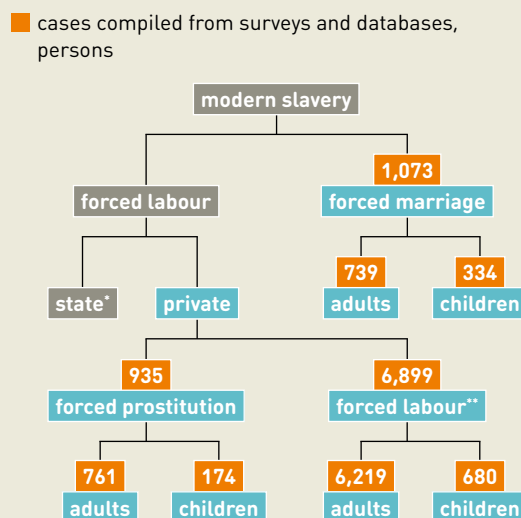 cases compiled from surveys and databases,
persons
modern slavery
1,073
forced labour
forced marriage
739
334
state*
private
adults
children
935
6,899
forced prostitution
forced labour**
761
174
6,219
680
adults
children
adults
children